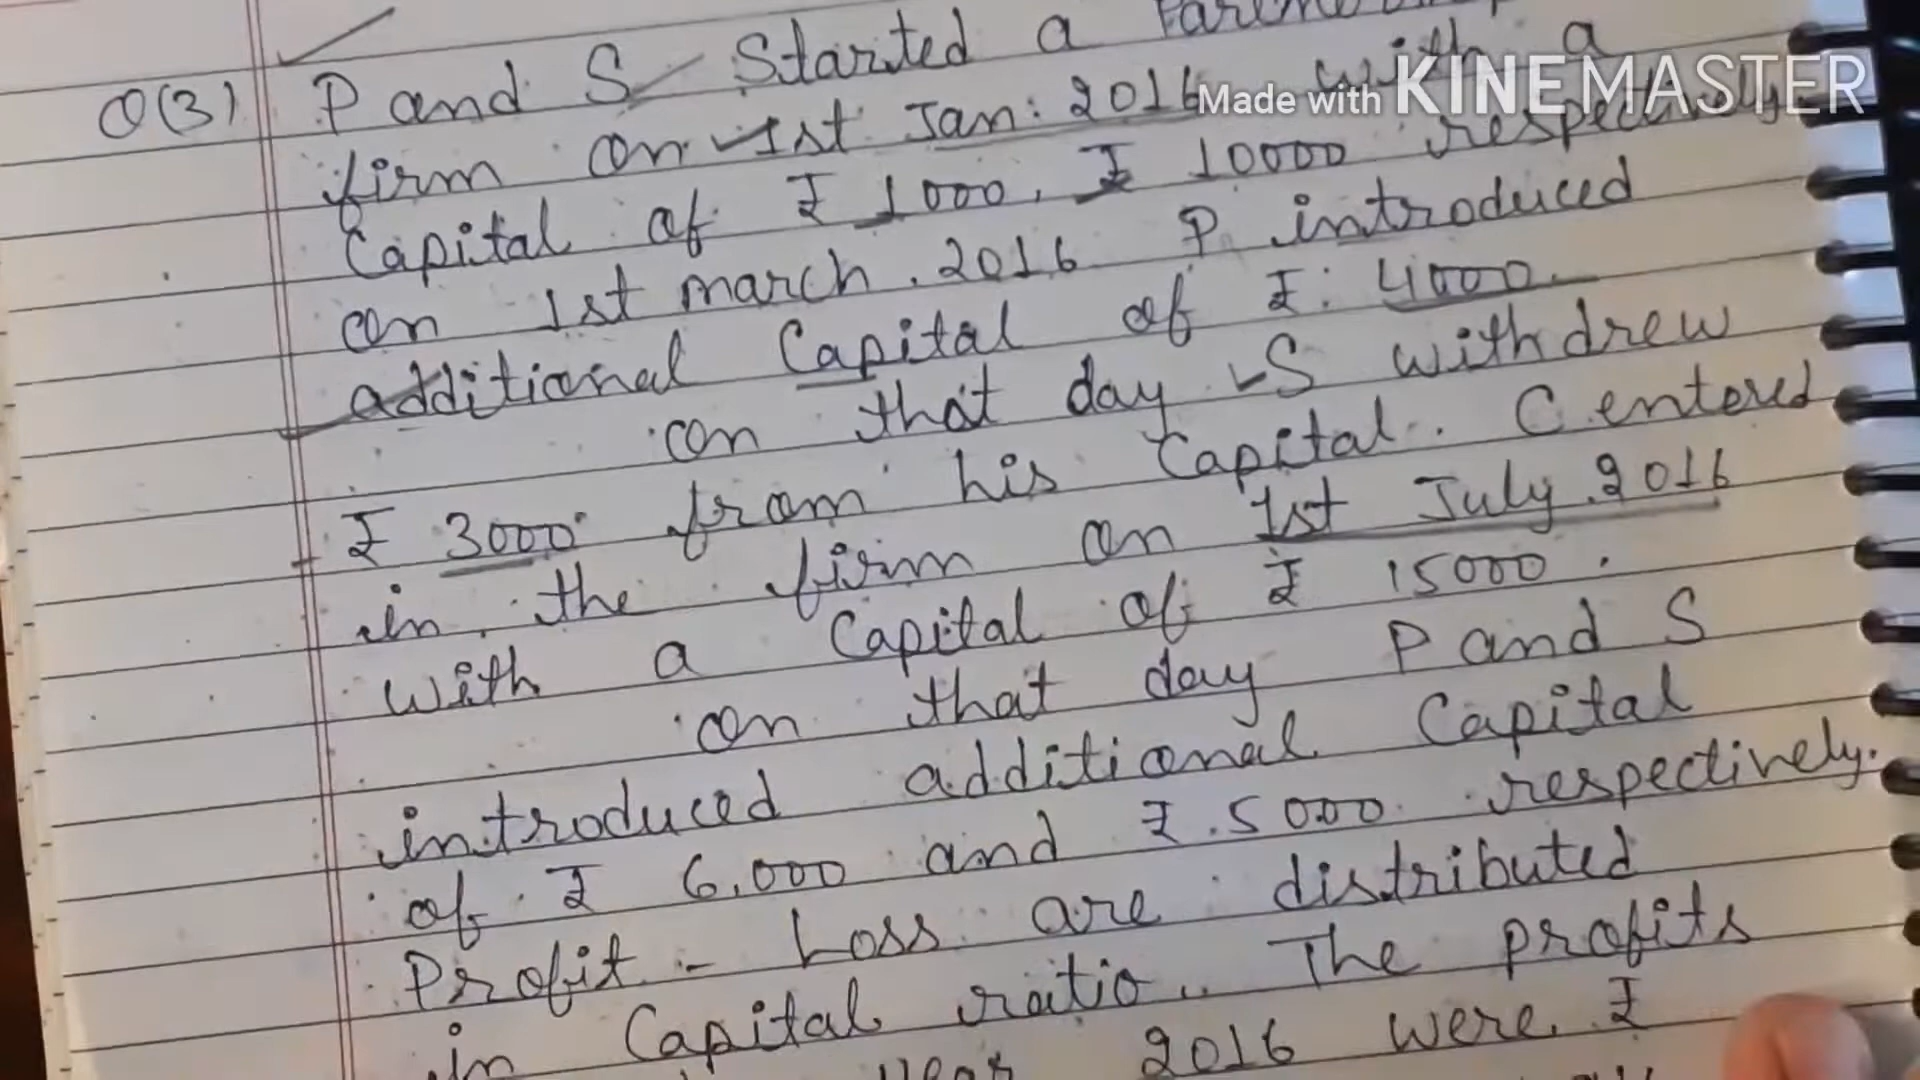 Q(3) P and S Started a
firm on 1st Jan: 2016 with a
Capital of ₹ 1000, ₹ 10000 respectively
on 1st march. 2016 P introduced
additional Capital of ₹: 4000.
on that day S withdrew
₹ 3000 from his Capital. C entered
in the firm on 1st July 2016
with a Capital of ₹ 15000.
on that day P and S
introduced additional Capital
of ₹ 6,000 and ₹ 5000 respectively.
Profit - Loss are distributed
in Capital ratio. The profits
year 2016 were ₹
Made with KINEMASTER